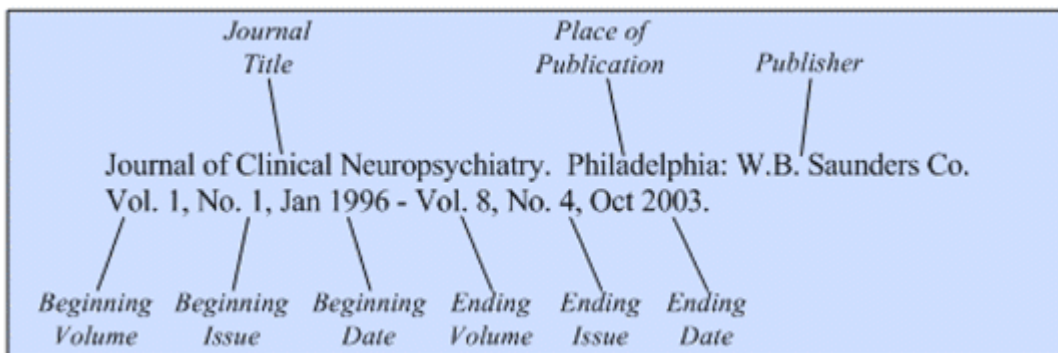 Journal Place of
Title Publication Publisher
Journal of Clinical Neuropsychiatry. Philadelphia: W.B. Saunders Co.
Vol. 1, No. 1, Jan 1996 - Vol. 8, No. 4, Oct 2003.
Beginning Beginning Beginning Ending Ending Ending
Volume Issue Date Volume Issue Date